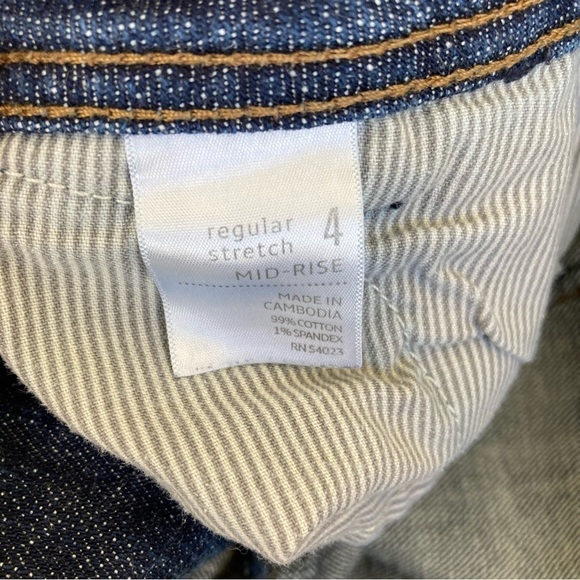 regular 4
stretch
MID-RISE
MADE IN
CAMBODIA
99% COTTON
1% SPANDEX
RN 54023